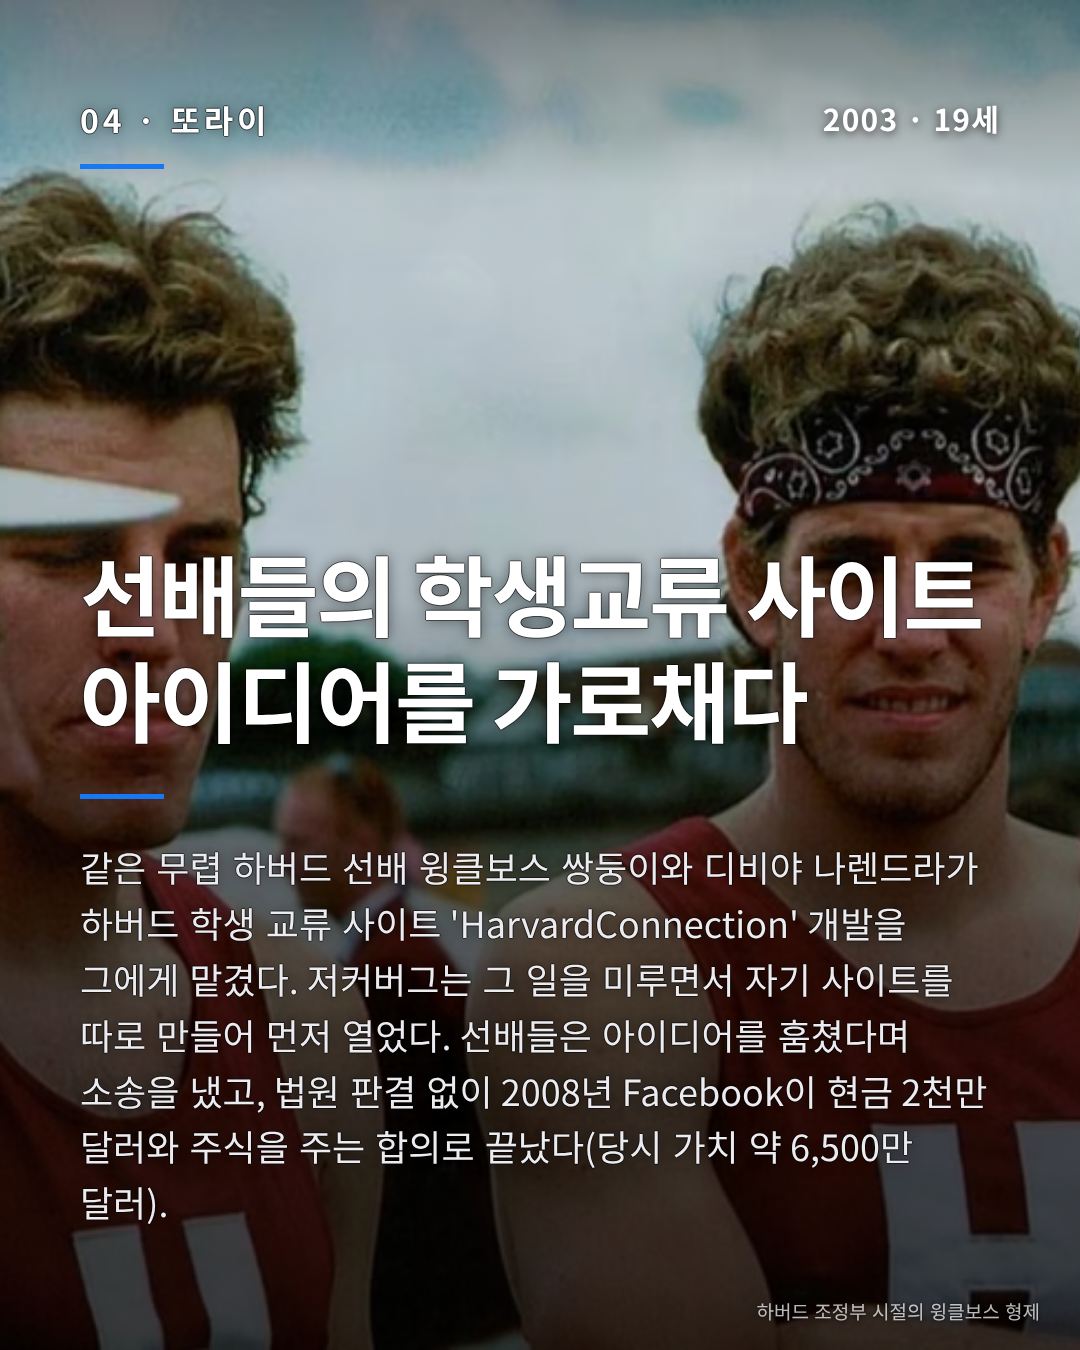 04 · 또라이
2003 · 19세
선배들의 학생교류 사이트
아이디어를 가로채다
같은 무렵 하버드 선배 윙클보스 쌍둥이와 디비야 나렌드라가
하버드 학생 교류 사이트 'HarvardConnection' 개발을
그에게 맡겼다. 저커버그는 그 일을 미루면서 자기 사이트를
따로 만들어 먼저 열었다. 선배들은 아이디어를 훔쳤다며
소송을 냈고, 법원 판결 없이 2008년 Facebook이 현금 2천만
달러와 주식을 주는 합의로 끝났다(당시 가치 약 6,500만
달러).
H
H
하버드 조정부 시절의 윙클보스 형제